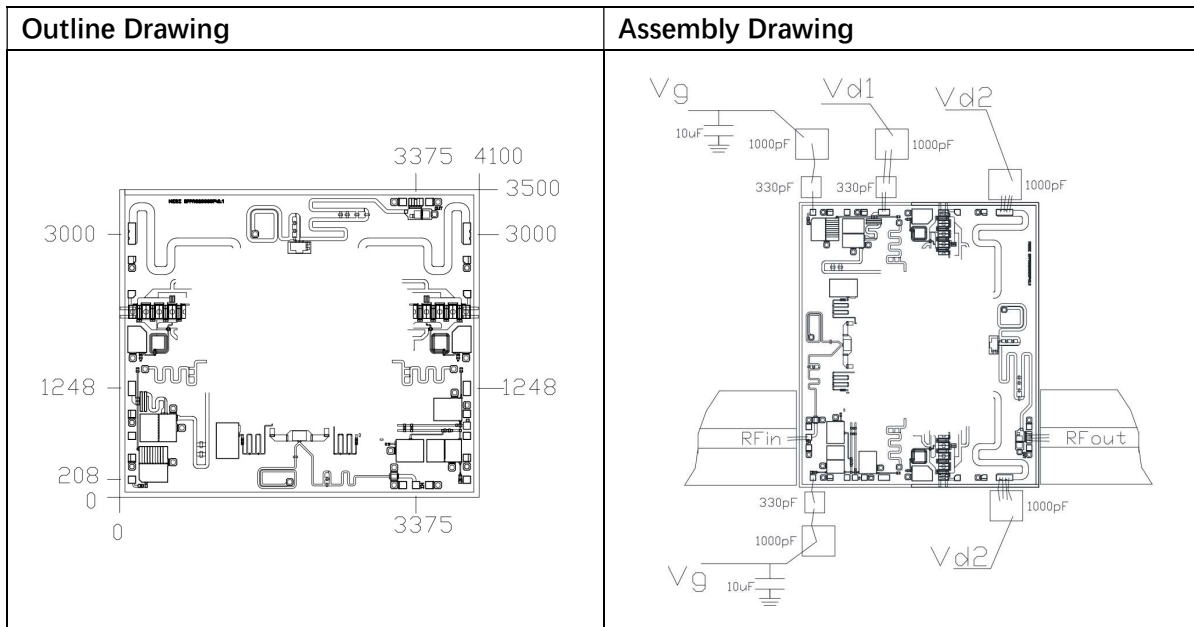 Outline Drawing
Assembly Drawing
3375 4100
3500
3000
3000
1248
1248
208
0
0
3375
Vg
Vd1
Vd2
10uF
1000pF
1000pF
1000pF
330pF
330pF
RFin
RFout
330pF
1000pF
1000pF
Vd2
Vg
10uF